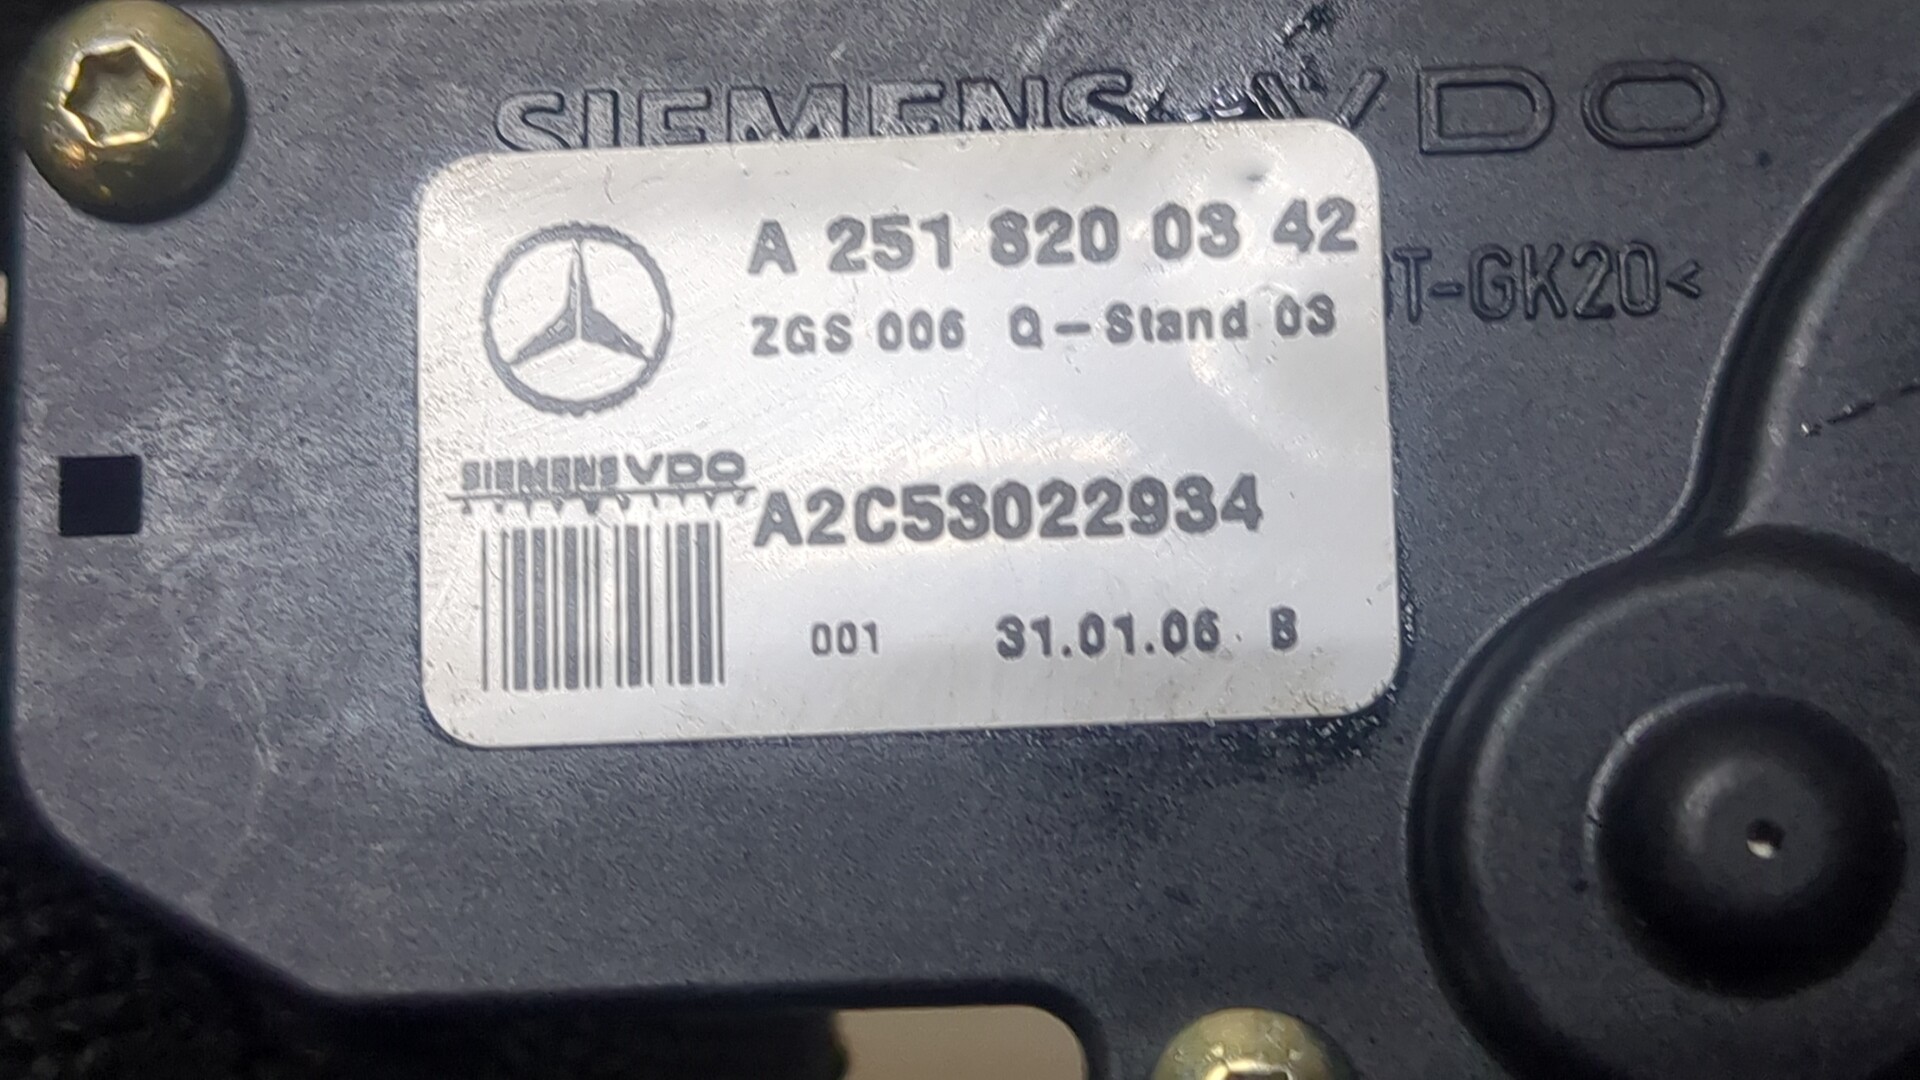 SIEMENS VDO
A 251 820 03 42
T-GK20<
ZGS 006 Q-Stand 03
SIEMENS VDO
A2C53022934
001 31.01.06 B